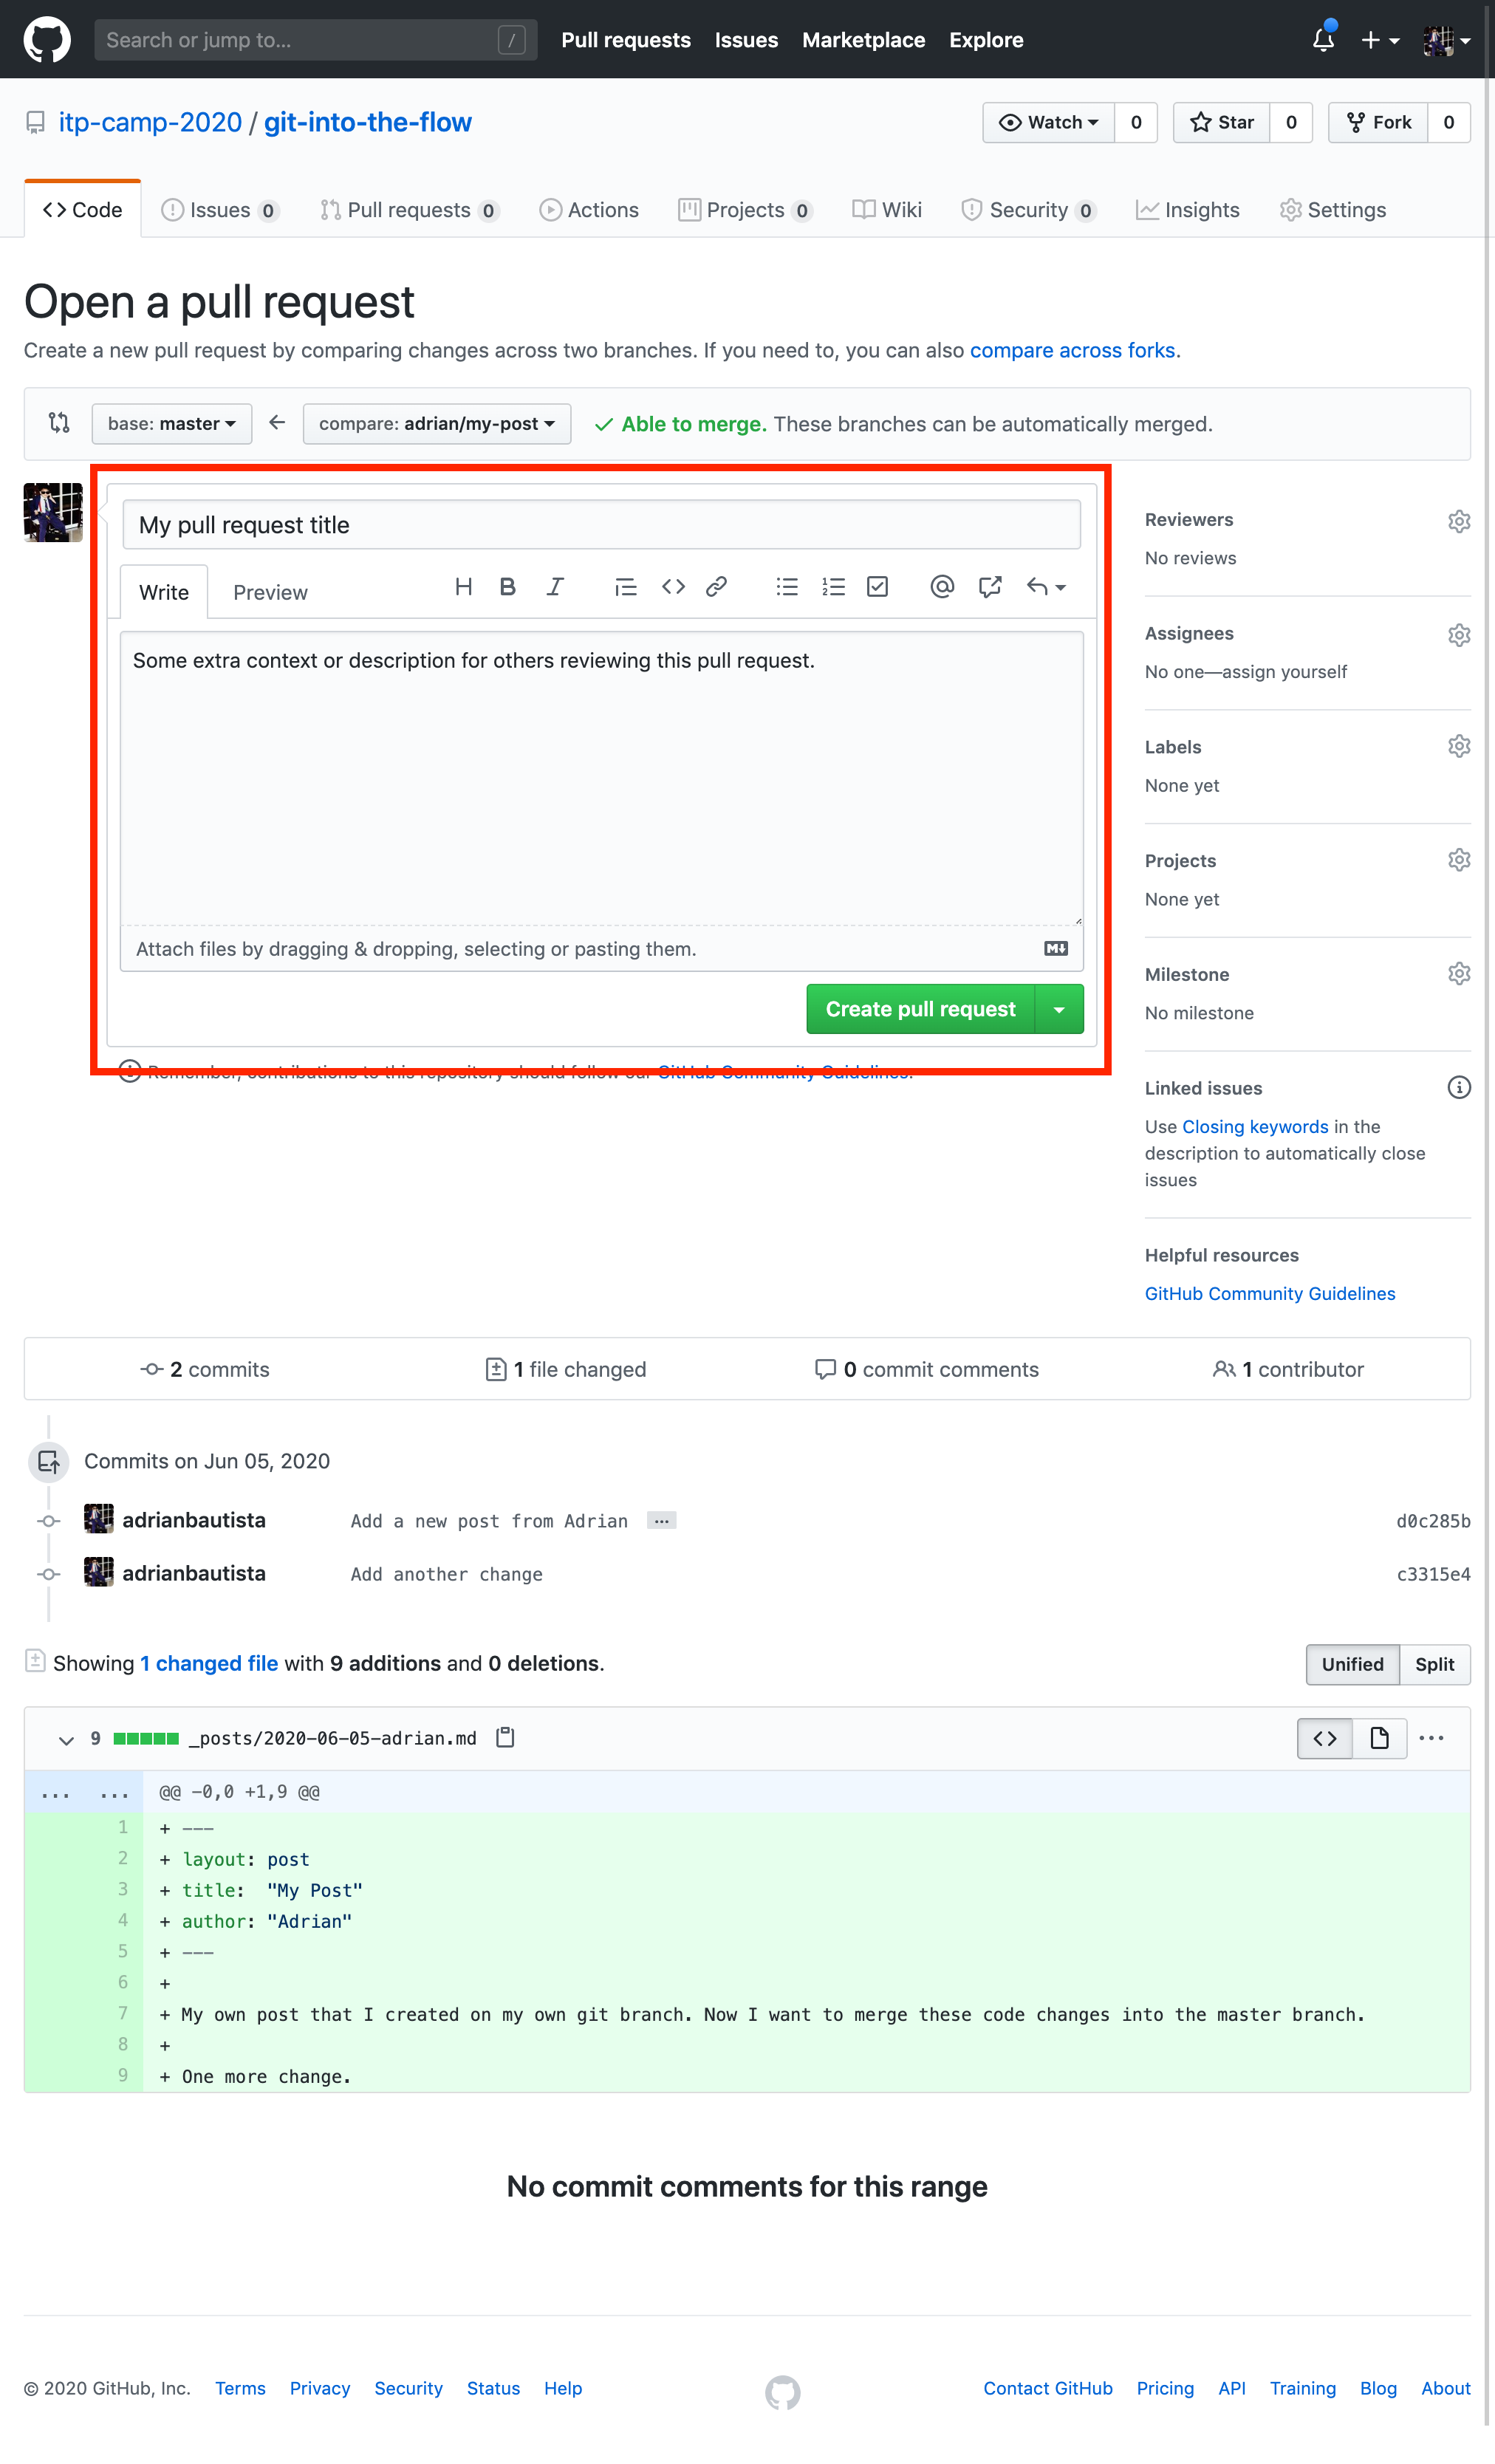 Search or jump to... / Pull requests Issues Marketplace Explore
itp-camp-2020 / git-into-the-flow Watch 0 Star 0 Fork 0
Code Issues 0 Pull requests 0 Actions Projects 0 Wiki Security 0 Insights Settings
Open a pull request
Create a new pull request by comparing changes across two branches. If you need to, you can also compare across forks.
base: master compare: adrian/my-post Able to merge. These branches can be automatically merged.
My pull request title
Write Preview H B I
Some extra context or description for others reviewing this pull request.
Attach files by dragging & dropping, selecting or pasting them.
Create pull request
Remember, contributions to this repository should follow our GitHub Community Guidelines.
Reviewers
No reviews
Assignees
No one—assign yourself
Labels
None yet
Projects
None yet
Milestone
No milestone
Linked issues
Use Closing keywords in the
description to automatically close
issues
Helpful resources
GitHub Community Guidelines
2 commits 1 file changed 0 commit comments 1 contributor
Commits on Jun 05, 2020
adrianbautista Add a new post from Adrian ... d0c285b
adrianbautista Add another change c3315e4
Showing 1 changed file with 9 additions and 0 deletions.
Unified Split
9 _posts/2020-06-05-adrian.md
... ... @@ -0,0 +1,9 @@
1 + ---
2 + layout: post
3 + title:  "My Post"
4 + author: "Adrian"
5 + ---
6 +
7 + My own post that I created on my own git branch. Now I want to merge these code changes into the master branch.
8 +
9 + One more change.
No commit comments for this range
© 2020 GitHub, Inc. Terms Privacy Security Status Help Contact GitHub Pricing API Training Blog About